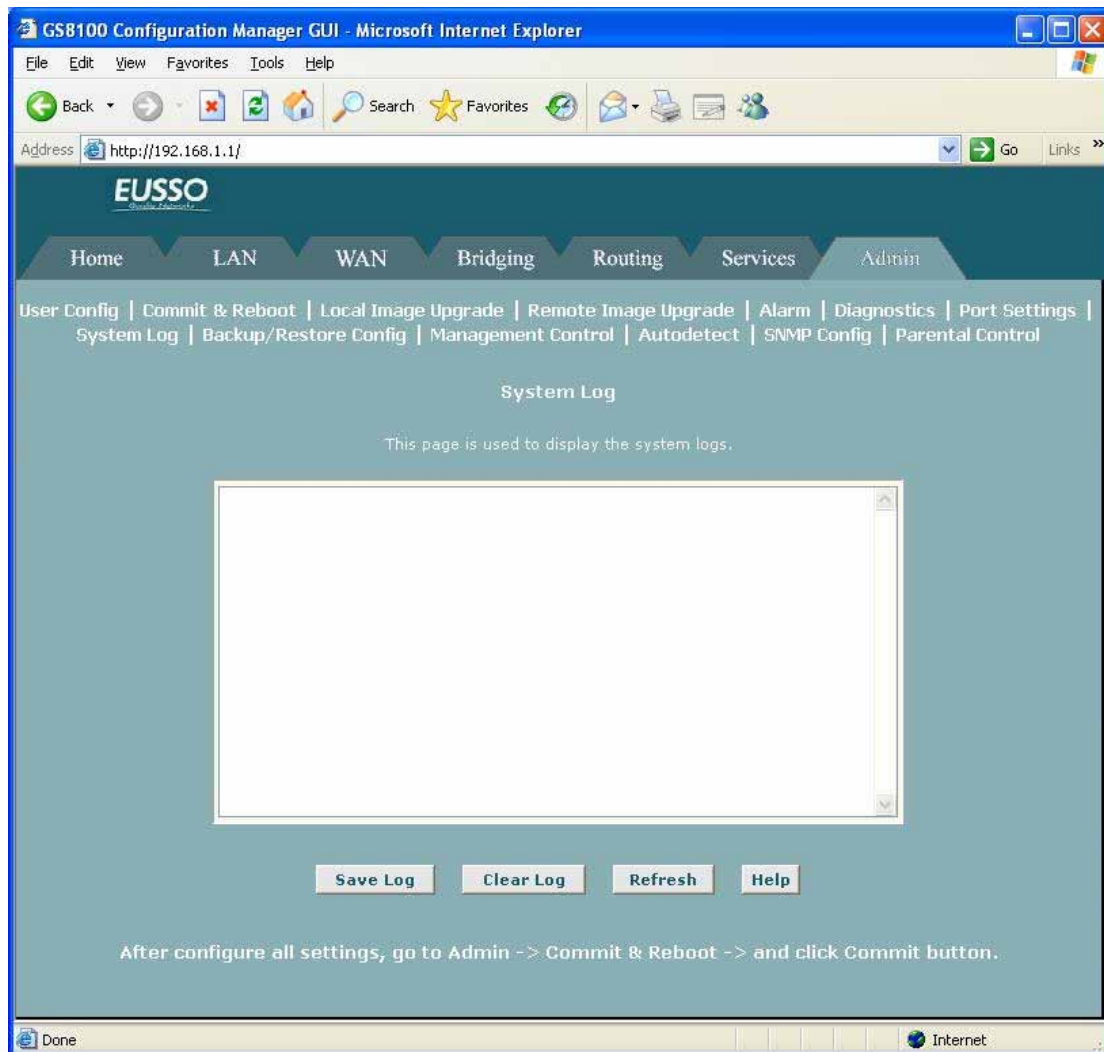 GS8100 Configuration Manager GUI - Microsoft Internet Explorer
File Edit View Favorites Tools Help
Back Search Favorites
Address http://192.168.1.1/ Go Links »
EUSSO
Home LAN WAN Bridging Routing Services Admin
User Config | Commit & Reboot | Local Image Upgrade | Remote Image Upgrade | Alarm | Diagnostics | Port Settings |
System Log | Backup/Restore Config | Management Control | Autodetect | SNMP Config | Parental Control
System Log
This page is used to display the system logs.
Save Log Clear Log Refresh Help
After configure all settings, go to Admin -> Commit & Reboot -> and click Commit button.
Done Internet